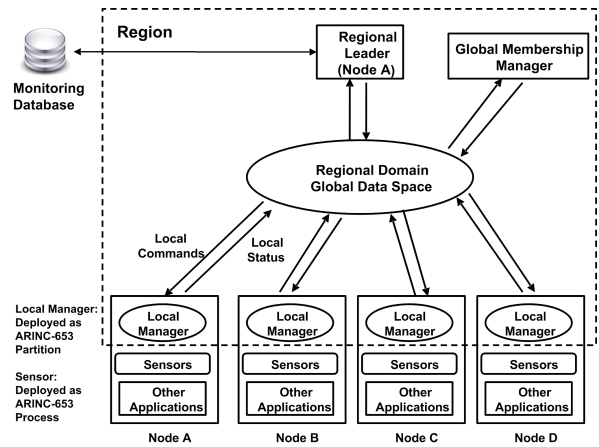 Region
Regional
Leader
(Node A)
Global Membership
Manager
Monitoring
Database
Regional Domain
Global Data Space
Local
Commands
Local
Status
Local Manager:
Deployed as
ARINC-653
Partition
Sensor:
Deployed as
ARINC-653
Process
Local
Manager
Sensors
Other
Applications
Node A
Local
Manager
Sensors
Other
Applications
Node B
Local
Manager
Sensors
Other
Applications
Node C
Local
Manager
Sensors
Other
Applications
Node D